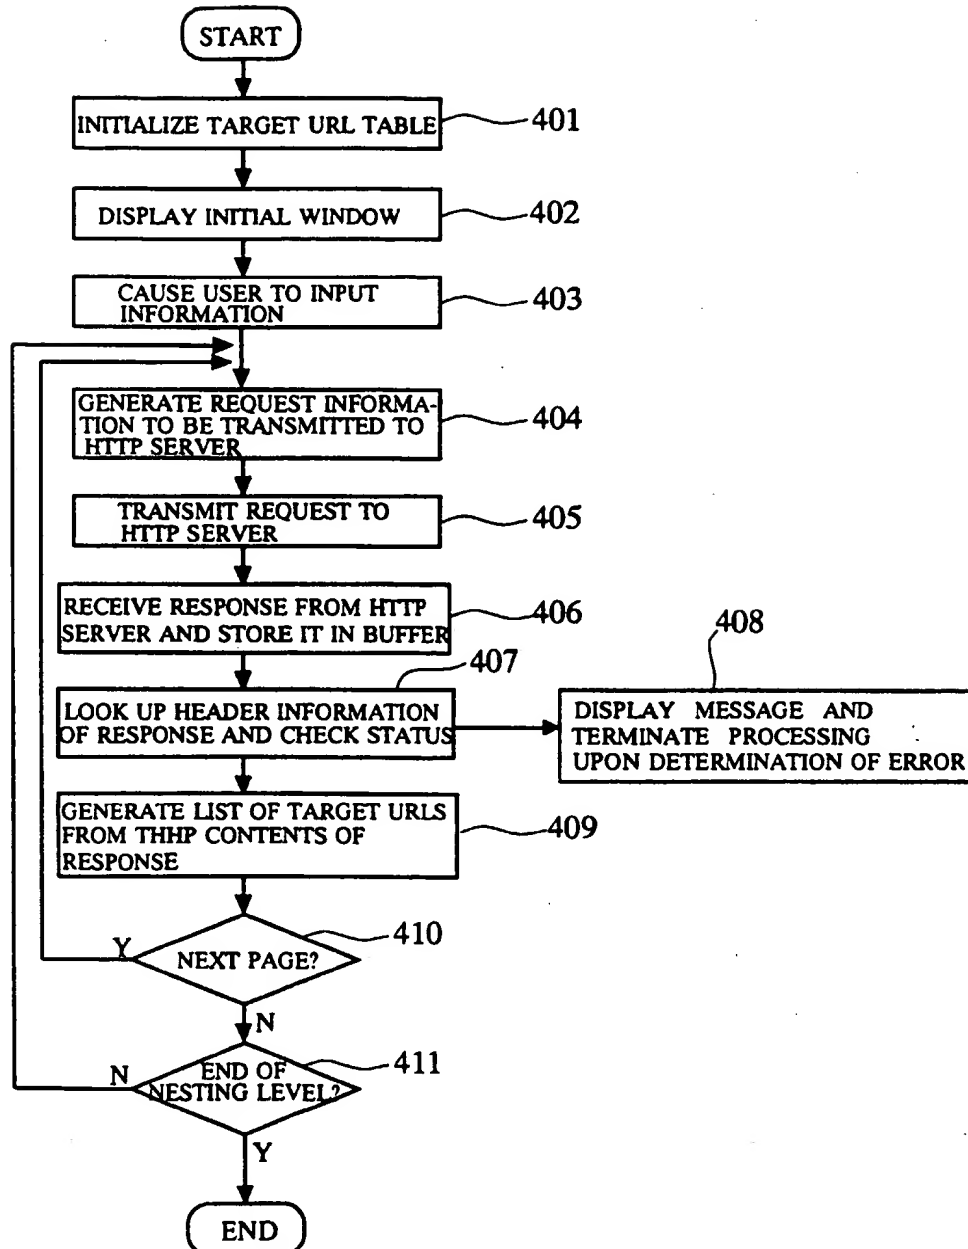 START
INITIALIZE TARGET URL TABLE
401
DISPLAY INITIAL WINDOW
402
CAUSE USER TO INPUT
INFORMATION
403
GENERATE REQUEST INFORMA-
TION TO BE TRANSMITTED TO
HTTP SERVER
404
TRANSMIT REQUEST TO
HTTP SERVER
405
RECEIVE RESPONSE FROM HTTP
SERVER AND STORE IT IN BUFFER
406
407
LOOK UP HEADER INFORMATION
OF RESPONSE AND CHECK STATUS
408
DISPLAY MESSAGE AND
TERMINATE PROCESSING
UPON DETERMINATION OF ERROR
GENERATE LIST OF TARGET URLS
FROM THHP CONTENTS OF
RESPONSE
409
410
Y
NEXT PAGE?
N
411
N
END OF
NESTING LEVEL?
Y
END